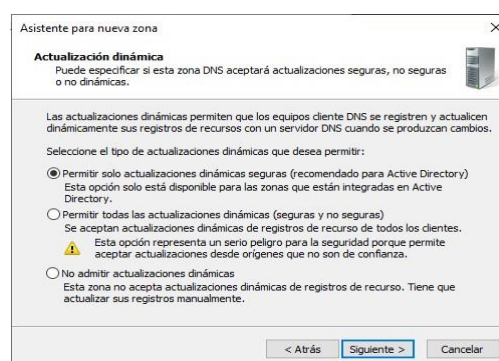 Asistente para nueva zona
Actualización dinámica
Puede especificar si esta zona DNS aceptará actualizaciones seguras, no seguras
o no dinámicas.
Las actualizaciones dinámicas permiten que los equipos cliente DNS se registren y actualicen
dinámicamente sus registros de recursos con un servidor DNS cuando se produzcan cambios.
Seleccione el tipo de actualizaciones dinámicas que desea permitir:
Permitir solo actualizaciones dinámicas seguras (recomendado para Active Directory)
Esta opción solo está disponible para las zonas que están integradas en Active
Directory.
Permitir todas las actualizaciones dinámicas (seguras y no seguras)
Se aceptan actualizaciones dinámicas de registros de recurso de todos los clientes.
Esta opción representa un serio peligro para la seguridad porque permite
aceptar actualizaciones desde orígenes que no son de confianza.
No admitir actualizaciones dinámicas
Esta zona no acepta actualizaciones dinámicas de registros de recurso. Tiene que
actualizar sus registros manualmente.
< Atrás Siguiente > Cancelar